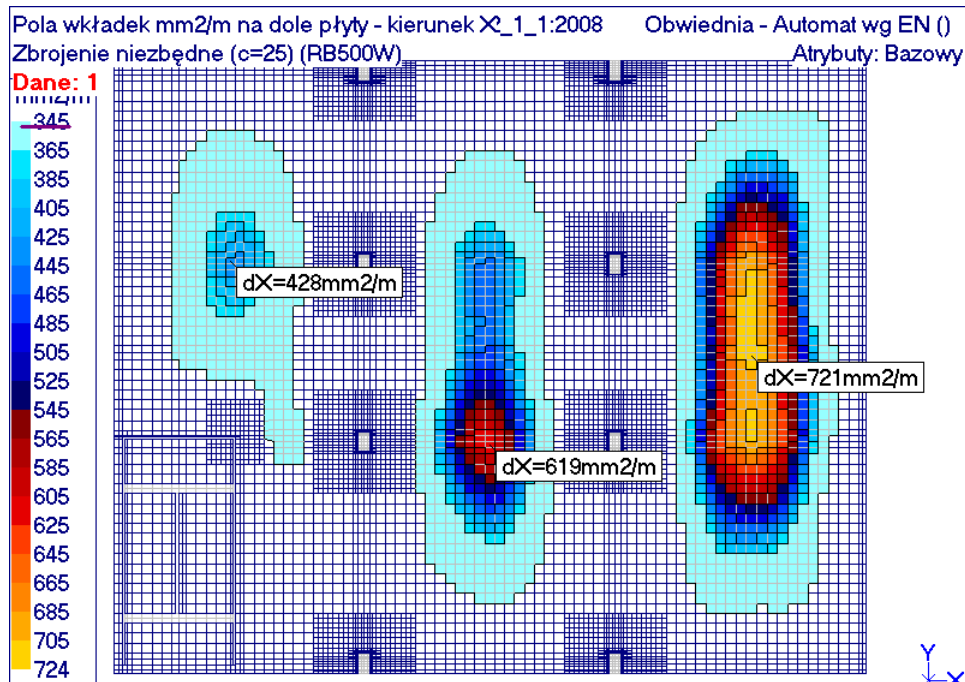 Pola wkładek mm2/m na dole płyty - kierunek X
_1_1:2008
Obwiednia - Automat wg EN ()
Zbrojenie niezbędne (c=25) (RB500W)
Atrybuty: Bazowy
Dane: 1
mm2/m
345
365
385
405
425
445
465
485
505
525
545
565
585
605
625
645
665
685
705
724
dX=428mm2/m
dX=721mm2/m
dX=619mm2/m
Y
X